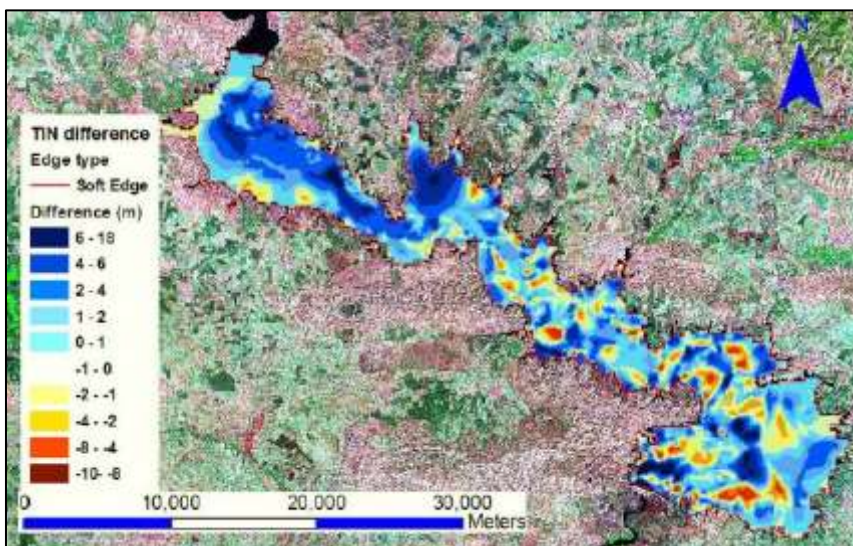 N
TIN difference
Edge type
Soft Edge
Difference (m)
6 - 18
4 - 6
2 - 4
1 - 2
0 - 1
-1 - 0
-2 - -1
-4 - -2
-8 - -4
-10 - -8
0 10,000 20,000 30,000
Meters